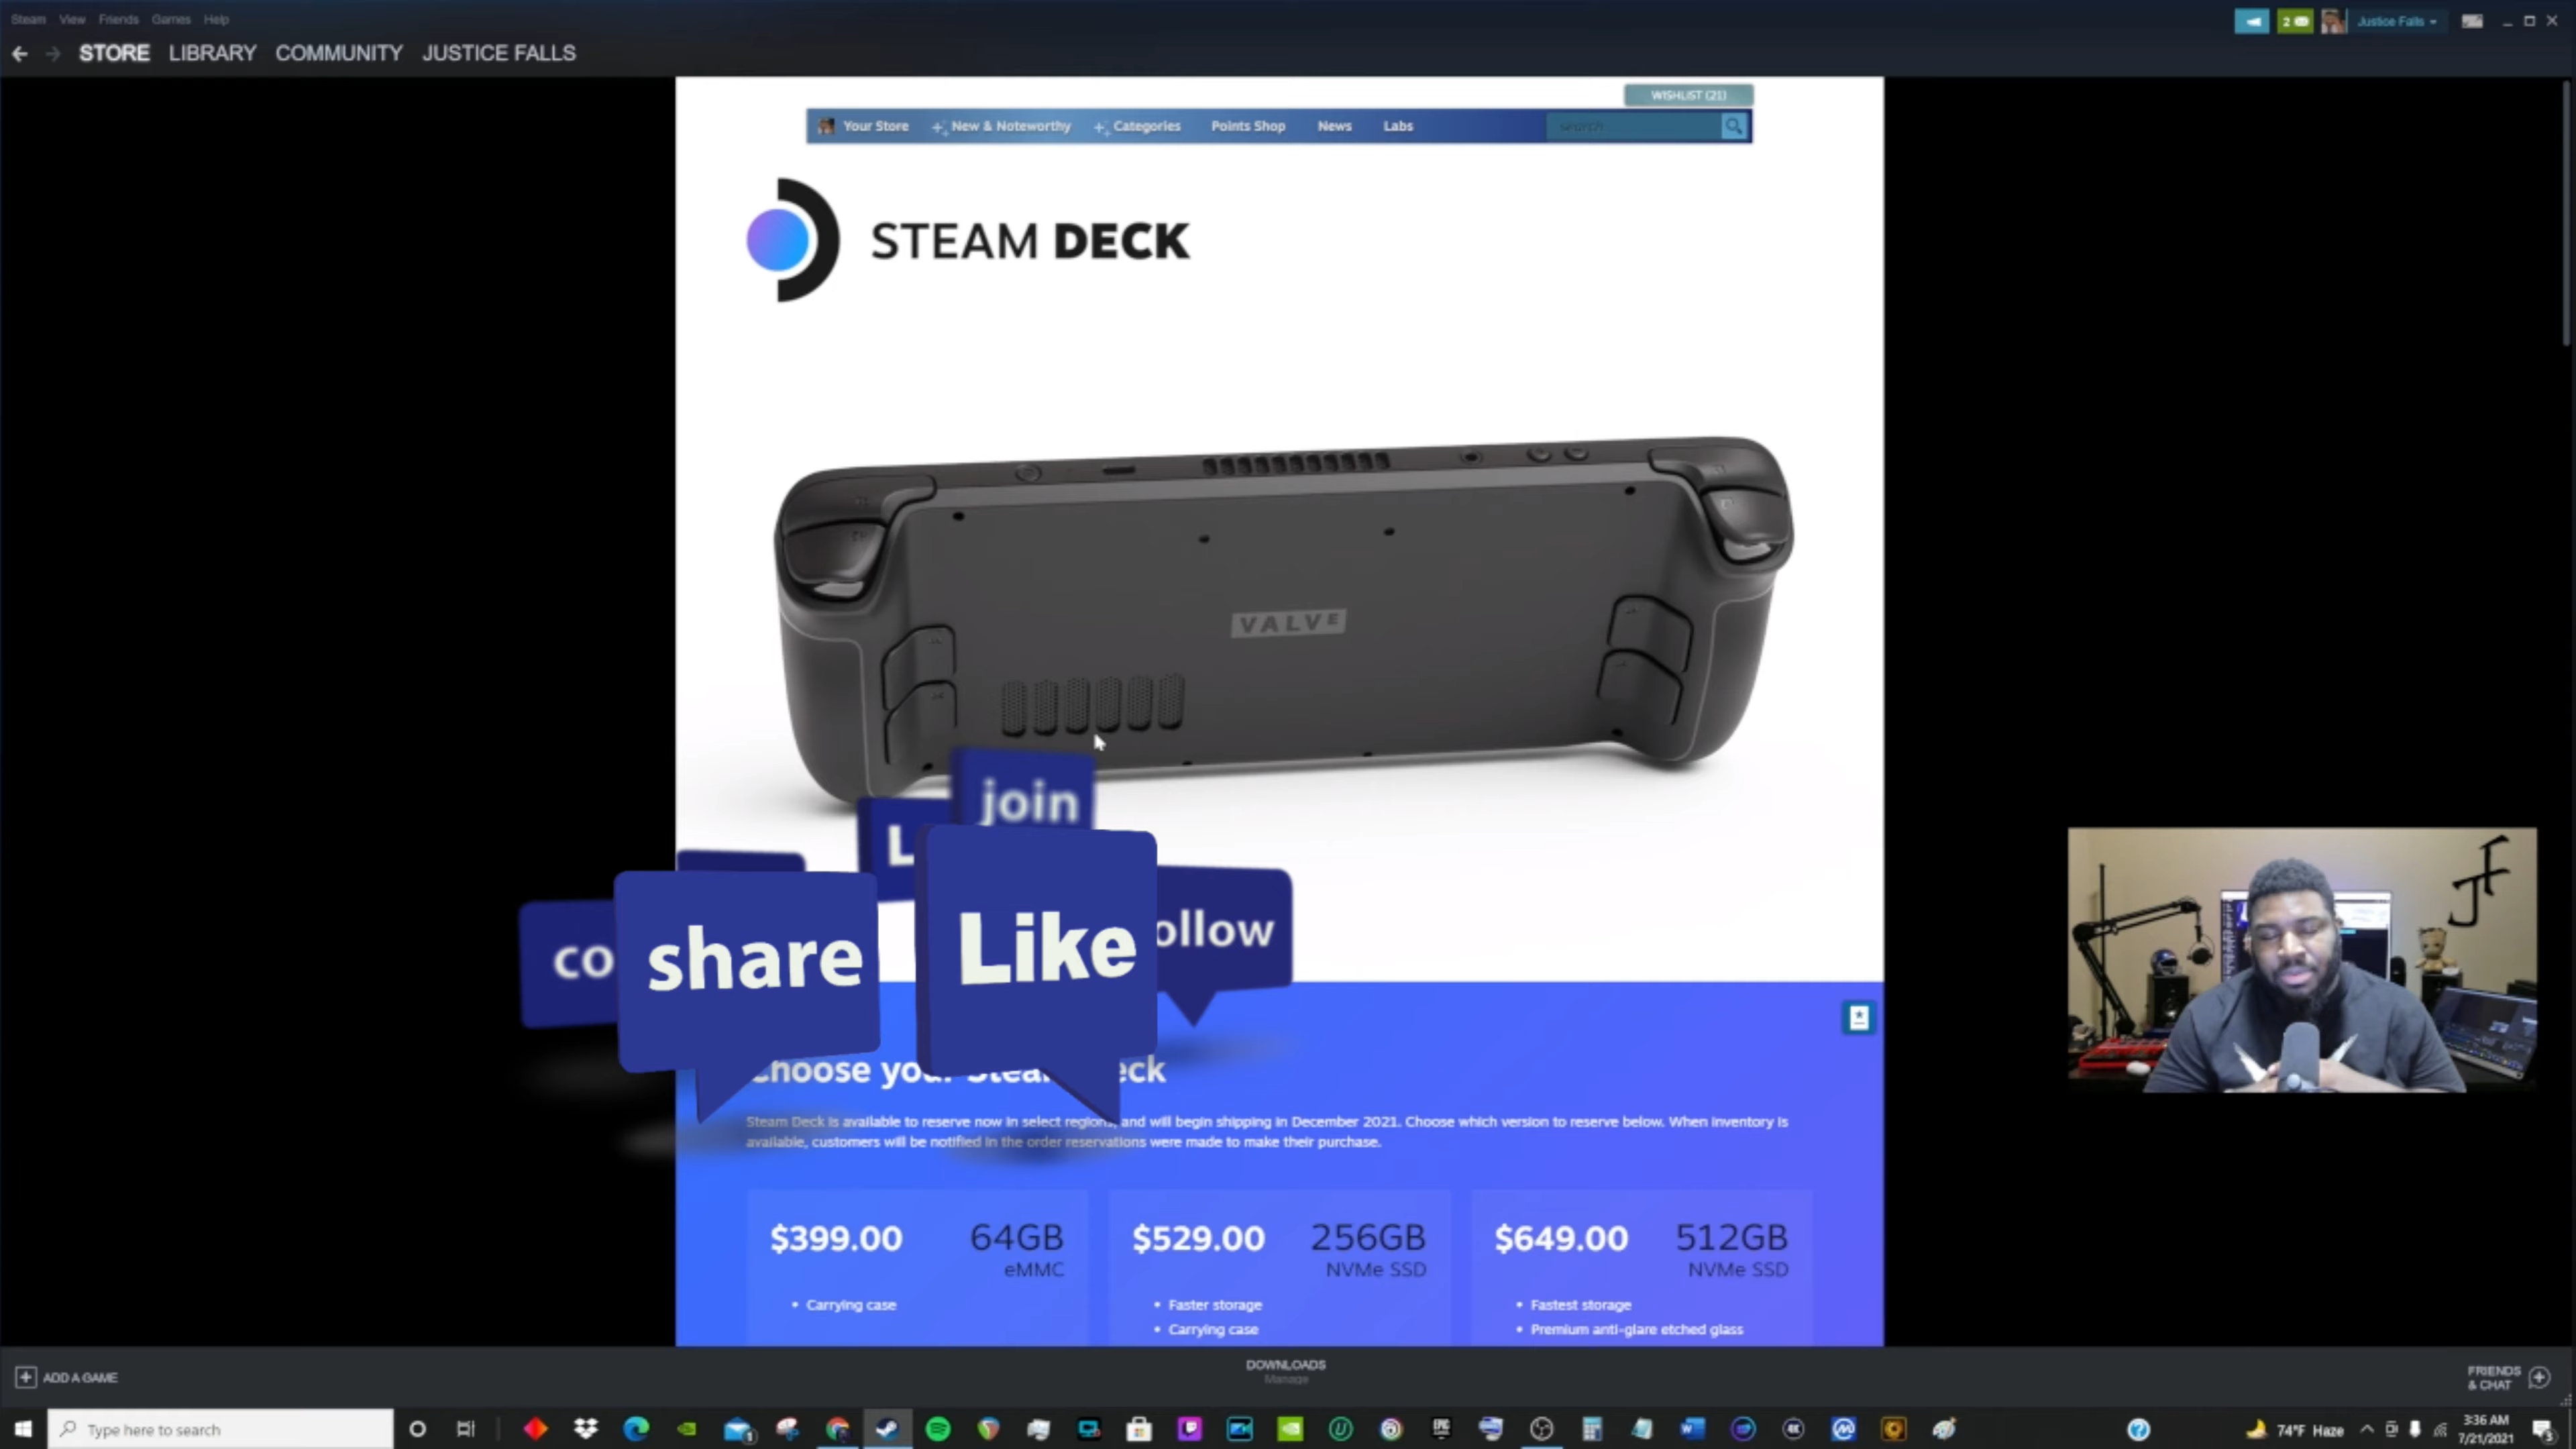 Steam View Friends Games Help
2 Justice Falls
STORE LIBRARY COMMUNITY JUSTICE FALLS
WISHLIST (21)
Your Store New & Noteworthy Categories Points Shop News Labs search
STEAM DECK
VALVE
join
L
co share Like ollow
Choose your Steam Deck
Steam Deck is available to reserve now in select regions, and will begin shipping in December 2021. Choose which version to reserve below. When inventory is
available, customers will be notified in the order reservations were made to make their purchase.
$399.00 64GB $529.00 256GB $649.00 512GB
eMMC NVMe SSD NVMe SSD
• Carrying case • Faster storage • Fastest storage
• Carrying case • Premium anti-glare etched glass
ADD A GAME
DOWNLOADS
Manage
FRIENDS
& CHAT
Type here to search
74°F Haze
3:36 AM
7/21/2021